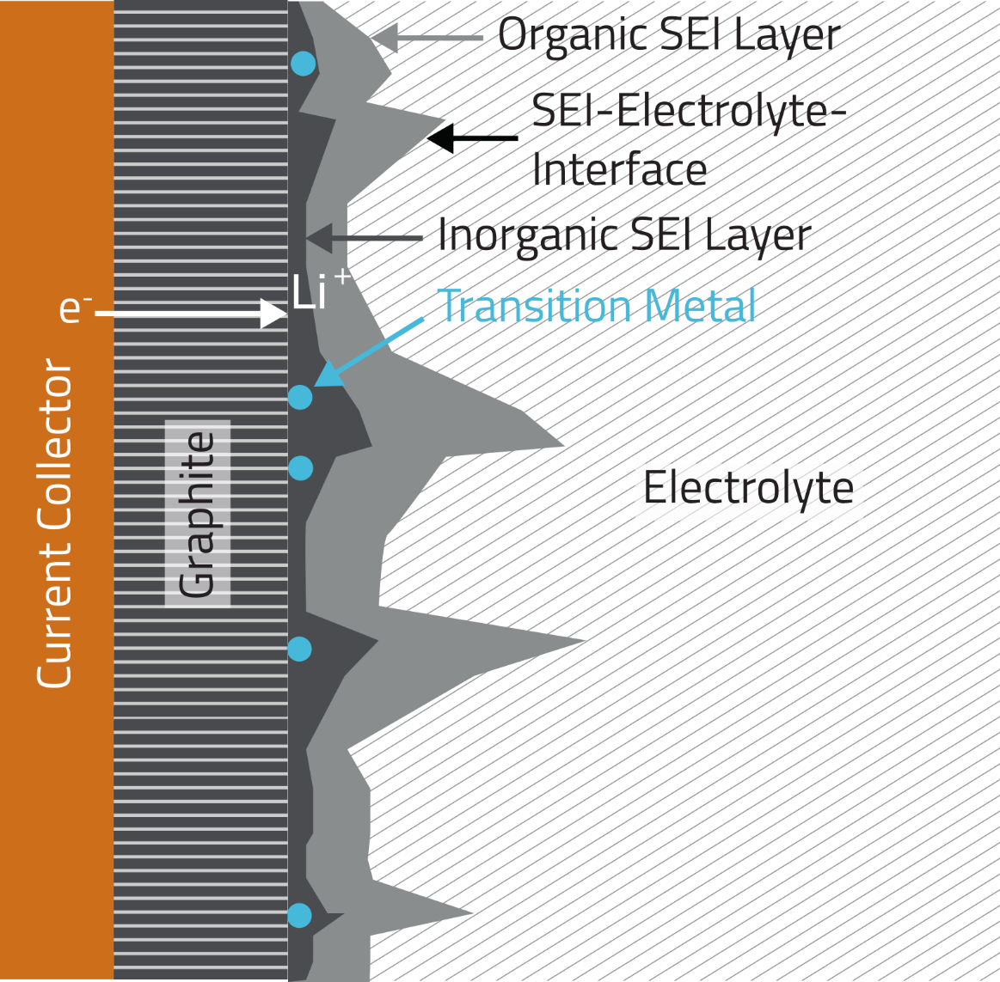 Organic SEI Layer
SEI-Electrolyte-
Interface
Inorganic SEI Layer
Li⁺
Transition Metal
e⁻
Current Collector
Graphite
Electrolyte